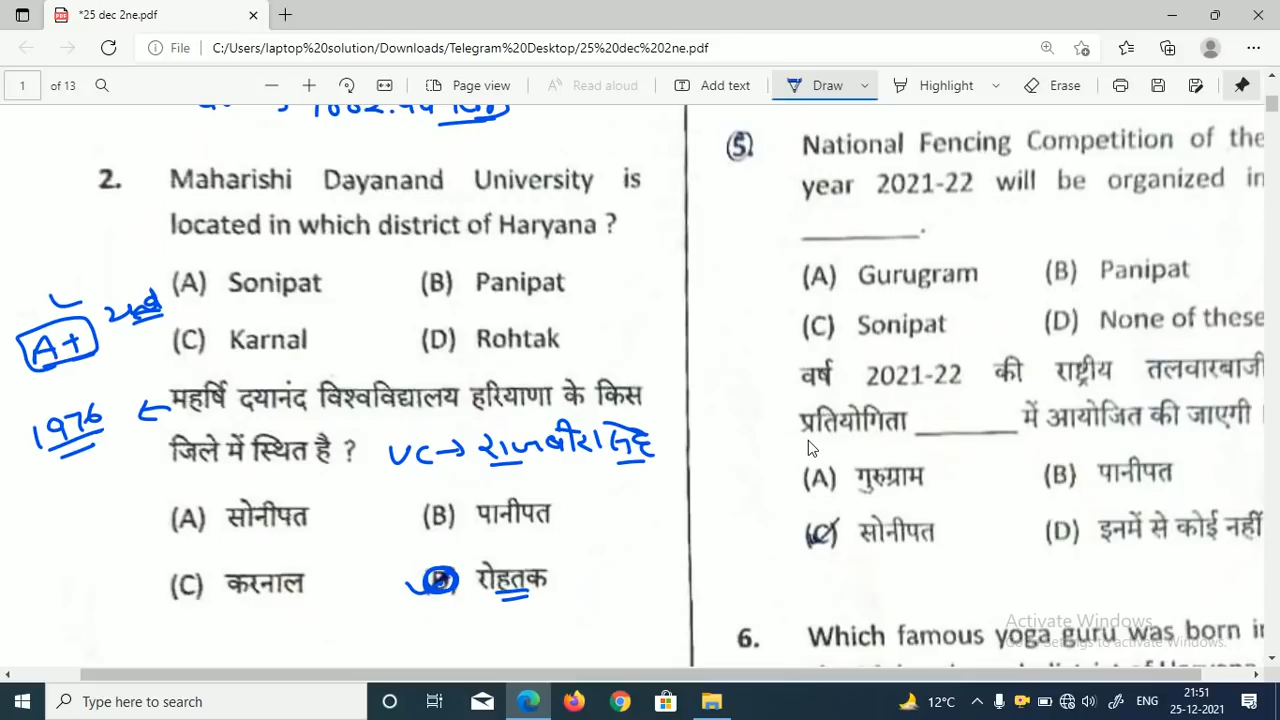 *25 dec 2ne.pdf
File
C:/Users/laptop%20solution/Downloads/Telegram%20Desktop/25%20dec%202ne.pdf
1 of 13
Page view
Read aloud
Add text
Draw
Highlight
Erase
2. Maharishi Dayanand University is
located in which district of Haryana ?
(A) Sonipat (B) Panipat
(C) Karnal (D) Rohtak
A+
1976
महर्षि दयानंद विश्वविद्यालय हरियाणा के किस
जिले में स्थित है ?
VC→
(A) सोनीपत (B) पानीपत
(C) करनाल रोहतक
(5) National Fencing Competition of the
year 2021-22 will be organized in
_______.
(A) Gurugram (B) Panipat
(C) Sonipat (D) None of these
वर्ष 2021-22 की राष्ट्रीय तलवारबाजी
प्रतियोगिता _______ में आयोजित की जाएगी
(A) गुरुग्राम (B) पानीपत
(C) सोनीपत (D) इनमें से कोई नहीं
6. Which famous yoga guru was born in
Activate Windows
Type here to search
12°C
ENG
21:51
25-12-2021